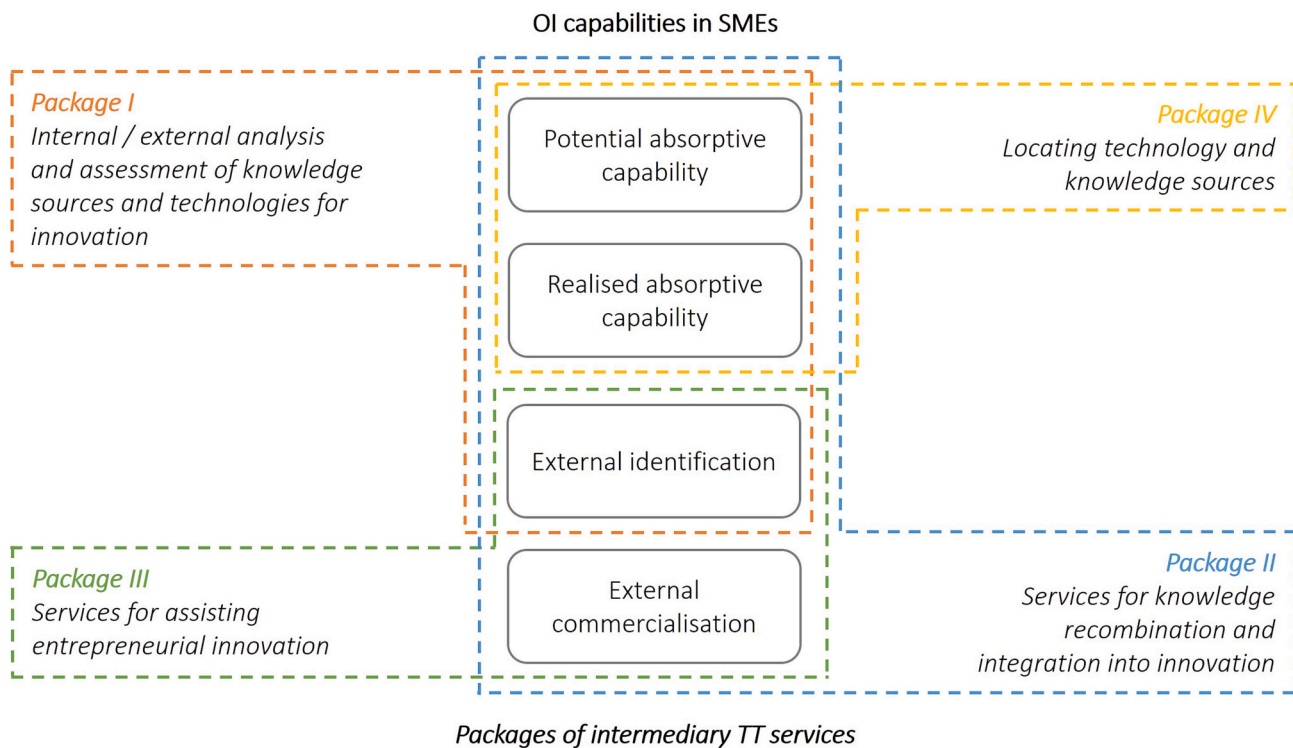 OI capabilities in SMEs
Package I
Internal / external analysis
and assessment of knowledge
sources and technologies for
innovation
Potential absorptive
capability
Package IV
Locating technology and
knowledge sources
Realised absorptive
capability
External identification
Package III
Services for assisting
entrepreneurial innovation
External
commercialisation
Package II
Services for knowledge
recombination and
integration into innovation
Packages of intermediary TT services